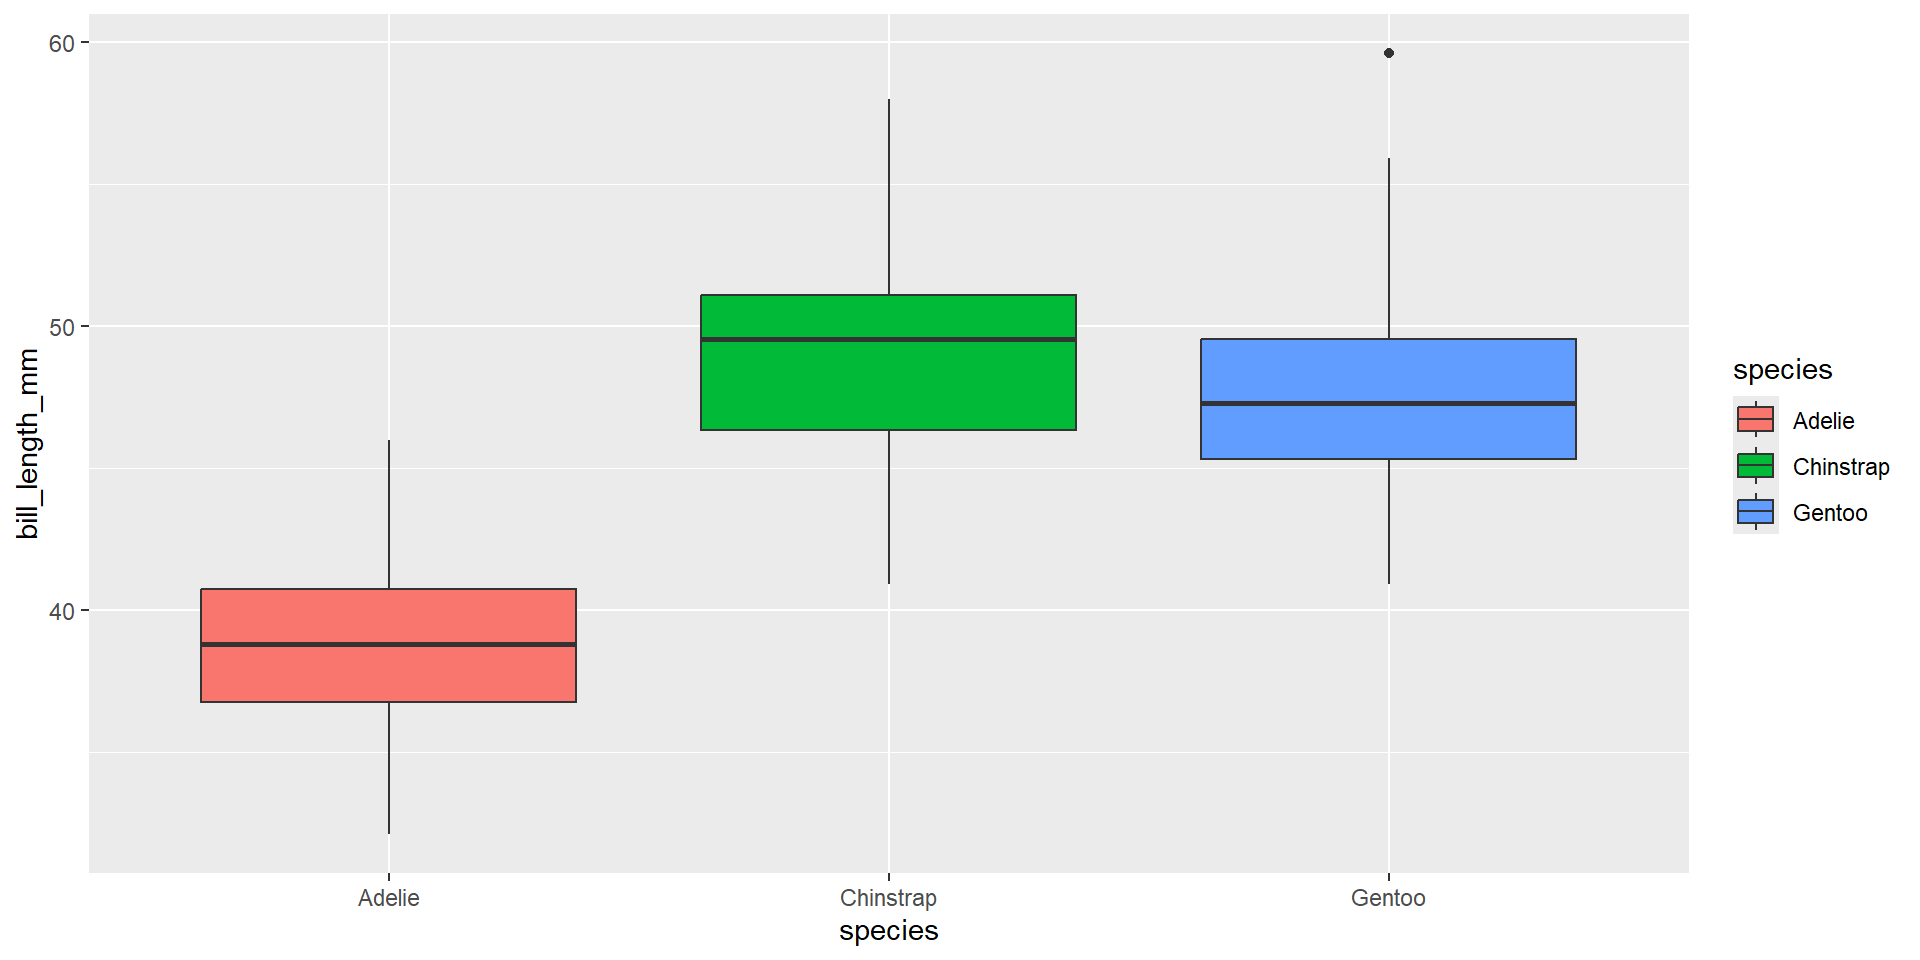 60
50
40
bill_length_mm
Adelie
Chinstrap
Gentoo
species
species
Adelie
Chinstrap
Gentoo